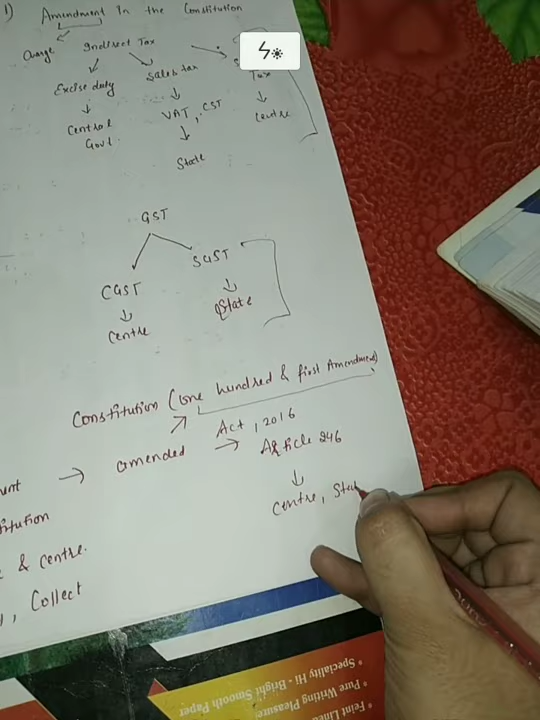 1) Amendment In the Constitution
Change
Indirect Tax
Excise duty
Sales tax
Tax
Central
Govt
VAT, CST
Centre
State
GST
CGST
SGST
Centre
State
Constitution (one hundred & first Amendment)
Act, 2016
amended
Article 246
Centre, Stat
& centre.
Collect
* Speciality HI - Bright Smooth Paper
* Pure Writing Pleasure.